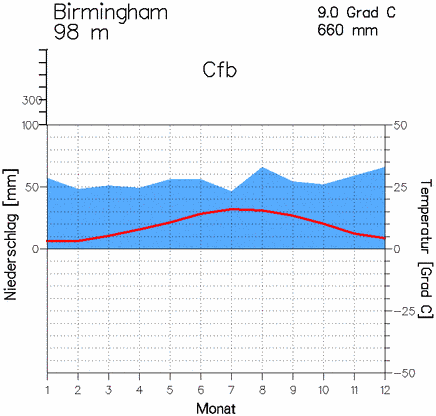 Birmingham
98 m
9.0 Grad C
660 mm
Cfb
300
100
50
0
50
25
0
−25
−50
Niederschlag [mm]
Temperatur [Grad C]
1 2 3 4 5 6 7 8 9 10 11 12
Monat